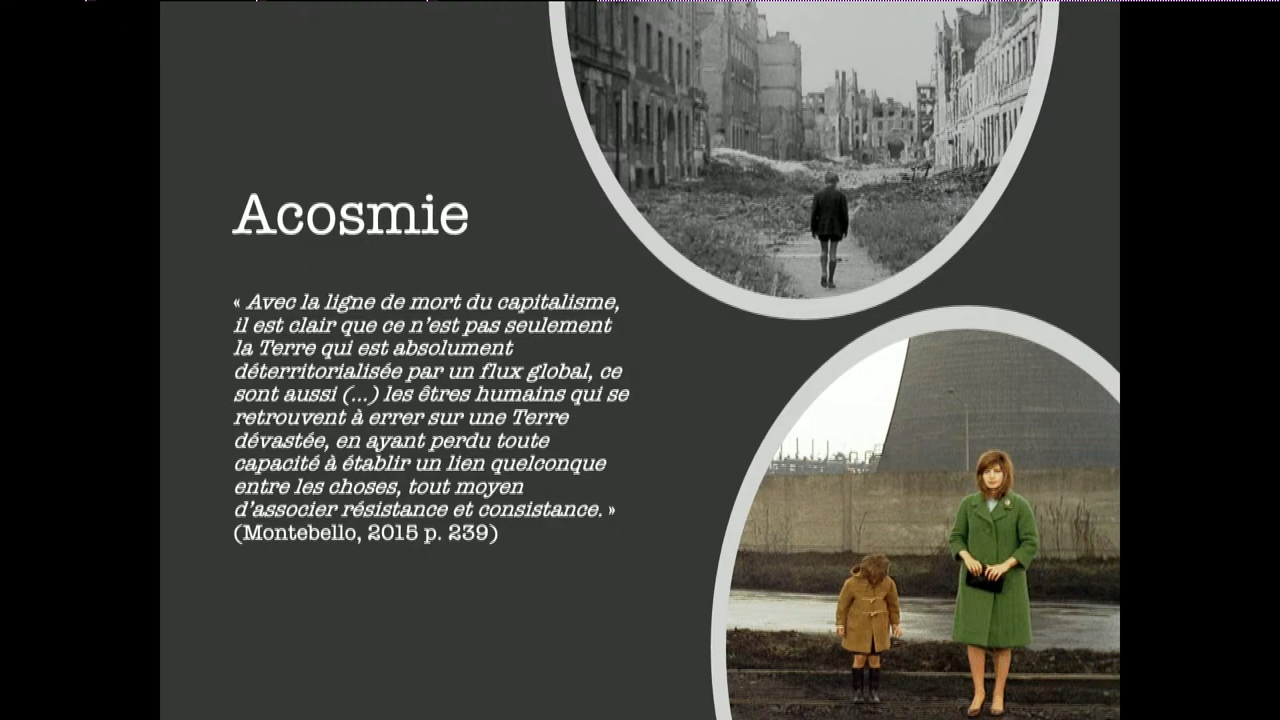 Acosmie
« Avec la ligne de mort du capitalisme,
il est clair que ce n’est pas seulement
la Terre qui est absolument
déterritorialisée par un flux global, ce
sont aussi (...) les êtres humains qui se
retrouvent à errer sur une Terre
dévastée, en ayant perdu toute
capacité à établir un lien quelconque
entre les choses, tout moyen
d’associer résistance et consistance. »
(Montebello, 2015 p. 239)